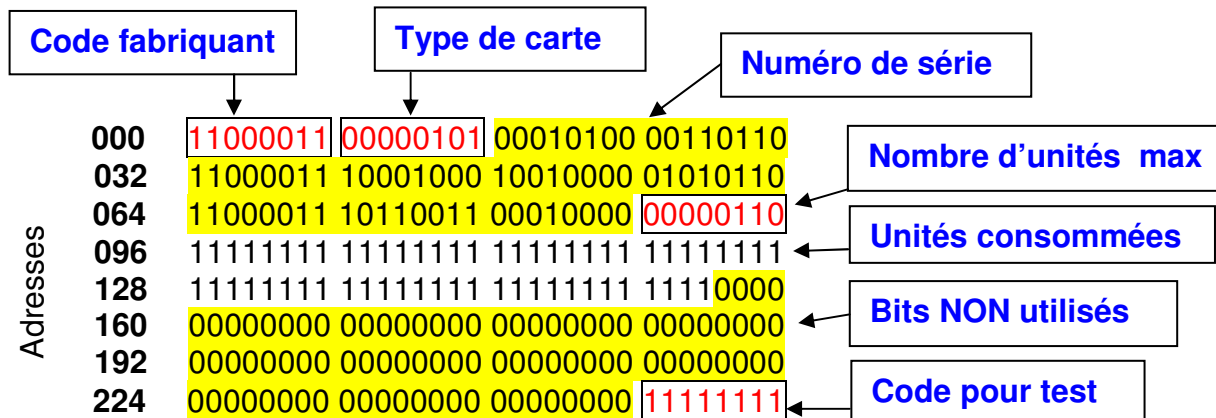 Code fabriquant
Type de carte
Numéro de série
000 11000011 00000101 00010100 00110110
Nombre d'unités max
032 11000011 10001000 10010000 01010110
064 11000011 10110011 00010000 00000110
Unités consommées
096 11111111 11111111 11111111 11111111
128 11111111 11111111 11111111 11110000
Bits NON utilisés
160 00000000 00000000 00000000 00000000
192 00000000 00000000 00000000 00000000
Code pour test
224 00000000 00000000 00000000 11111111
Adresses